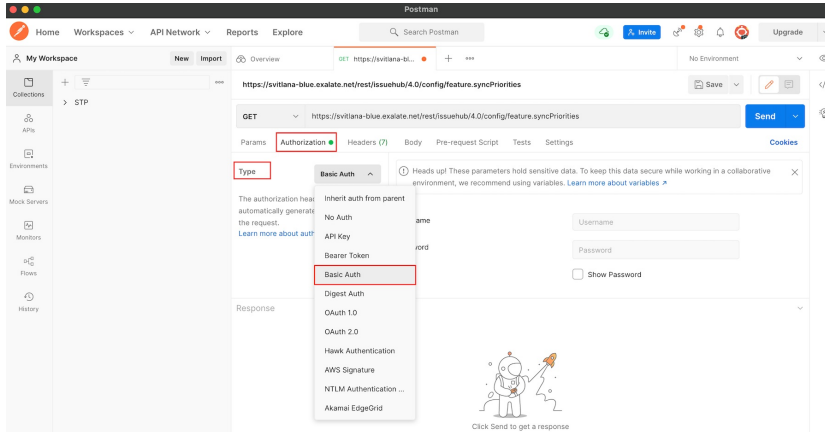 Postman
Home Workspaces API Network Reports Explore Search Postman Invite Upgrade
My Workspace New Import Overview GET https://svitlana-bl... No Environment
Collections
STP
https://svitlana-blue.exalate.net/rest/issuehub/4.0/config/feature.syncPriorities Save
APIs
GET https://svitlana-blue.exalate.net/rest/issuehub/4.0/config/feature.syncPriorities Send
Params Authorization Headers (7) Body Pre-request Script Tests Settings Cookies
Environments
Type Basic Auth Heads up! These parameters hold sensitive data. To keep this data secure while working in a collaborative
environment, we recommend using variables. Learn more about variables ↗
Mock Servers
The authorization head
automatically generate
the request.
Learn more about auth
Monitors
Flows
History
Inherit auth from parent
No Auth
API Key
Bearer Token
Basic Auth
Digest Auth
OAuth 1.0
OAuth 2.0
Hawk Authentication
AWS Signature
NTLM Authentication ...
Akamai EdgeGrid
ame Username
word Password
Show Password
Response
Click Send to get a response